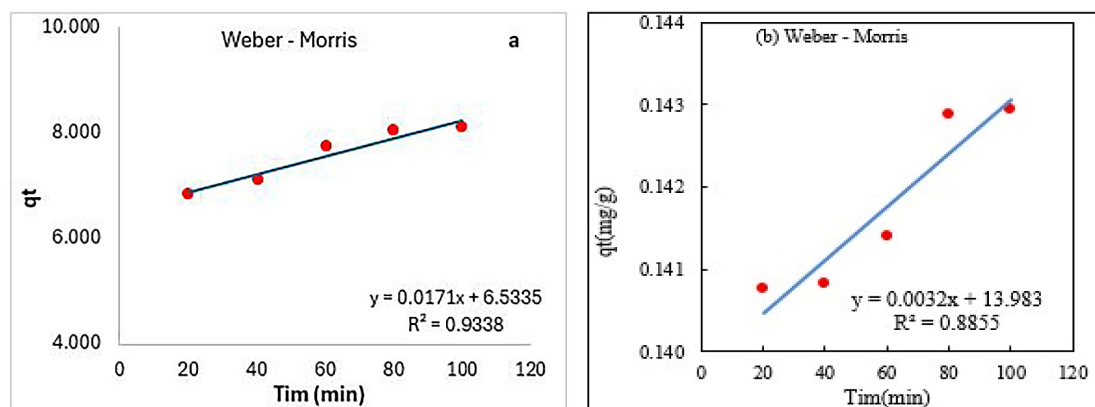 Weber - Morris
a
10.000
8.000
6.000
4.000
qt
y = 0.0171x + 6.5335
R² = 0.9338
0 20 40 60 80 100 120
Tim (min)
(b) Weber - Morris
0.144
0.143
0.142
0.141
0.140
qt(mg/g)
y = 0.0032x + 13.983
R² = 0.8855
0 20 40 60 80 100 120
Tim(min)